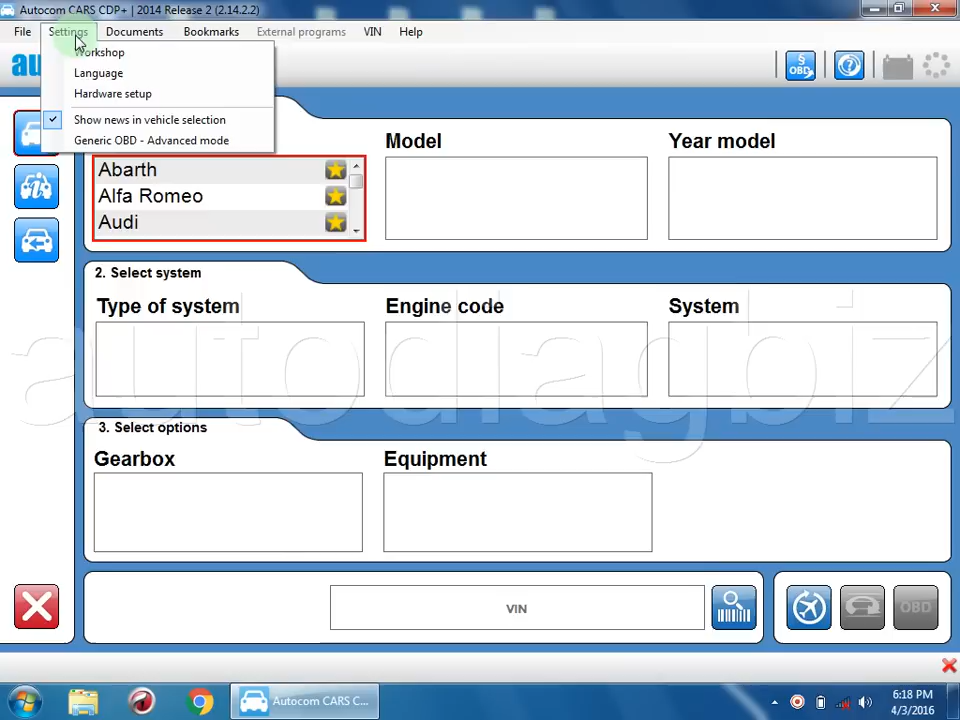 Autocom CARS CDP+ | 2014 Release 2 (2.14.2.2)
File Settings Documents Bookmarks External programs VIN Help
Workshop
Language
Hardware setup
Show news in vehicle selection
Generic OBD - Advanced mode
au
§
OBD
Model
Year model
Abarth
Alfa Romeo
Audi
2. Select system
Type of system
Engine code
System
autodiagbiz
3. Select options
Gearbox
Equipment
VIN
OBD
Autocom CARS C...
6:18 PM
4/3/2016